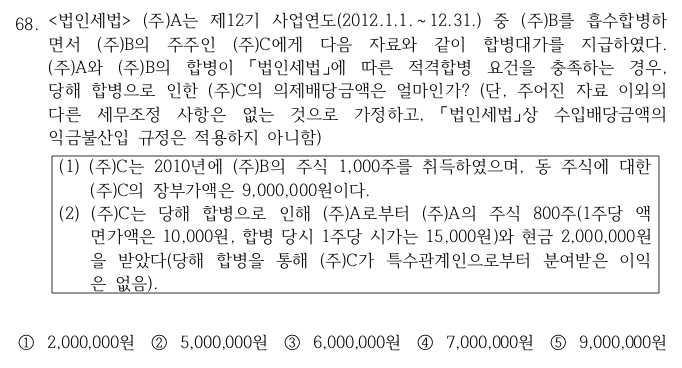 68. <법인세법> (주)A는 제12기 사업연도(2012.1.1. ~ 12.31.) 중 (주)B를 흡수합병하
면서 (주)B의 주주인 (주)C에게 다음 자료와 같이 합병대가를 지급하였다.
(주)A와 (주)B의 합병이 「법인세법」에 따른 적격합병 요건을 충족하는 경우,
당해 합병으로 인한 (주)C의 의제배당금액은 얼마인가? (단, 주어진 자료 이외의
다른 세무조정 사항은 없는 것으로 가정하고, 「법인세법」상 수입배당금액의
익금불산입 규정은 적용하지 아니함)
(1) (주)C는 2010년에 (주)B의 주식 1,000주를 취득하였으며, 동 주식에 대한
(주)C의 장부가액은 9,000,000원이다.
(2) (주)C는 당해 합병으로 인해 (주)A로부터 (주)A의 주식 800주(1주당 액
면가액은 10,000원, 합병 당시 1주당 시가는 15,000원)와 현금 2,000,000원
을 받았다(당해 합병을 통해 (주)C가 특수관계인으로부터 분여받은 이익
은 없음).
① 2,000,000원 ② 5,000,000원 ③ 6,000,000원 ④ 7,000,000원 ⑤ 9,000,000원